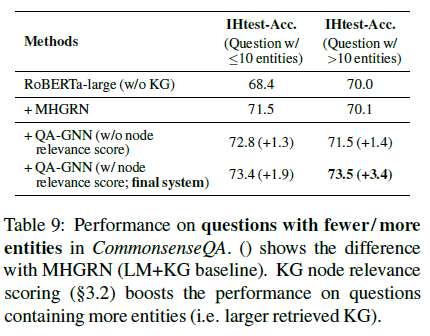 Methods
IHtest-Acc.
(Question w/
≤10 entities)
IHtest-Acc.
(Question w/
>10 entities)
RoBERTa-large (w/o KG) 68.4 70.0
+ MHGRN 71.5 70.1
+ QA-GNN (w/o node
relevance score) 72.8 (+1.3) 71.5 (+1.4)
+ QA-GNN (w/ node
relevance score; final system) 73.4 (+1.9) 73.5 (+3.4)
Table 9: Performance on questions with fewer / more
entities in CommonsenseQA. () shows the difference
with MHGRN (LM+KG baseline). KG node relevance
scoring (§3.2) boosts the performance on questions
containing more entities (i.e. larger retrieved KG).